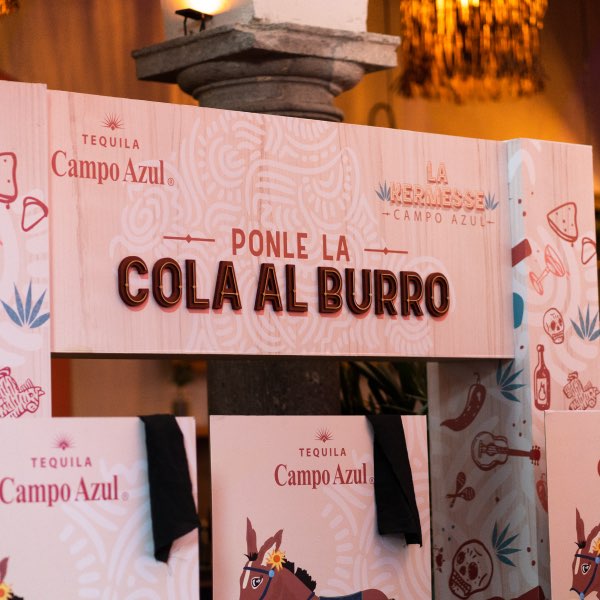 TEQUILA
Campo Azul®
LA
KERMESSE
CAMPO AZUL
PONLE LA
COLA AL BURRO
TEQUILA
Campo Azul®
TEQUILA
Campo Azul®